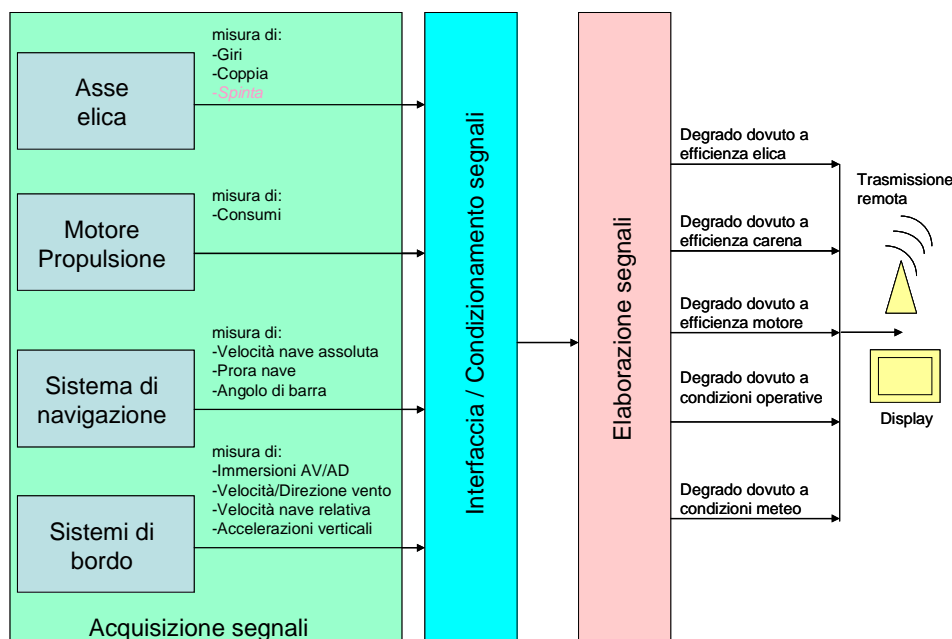 Asse
elica
misura di:
-Giri
-Coppia
-Spinta
Motore
Propulsione
misura di:
-Consumi
Sistema di
navigazione
misura di:
-Velocità nave assoluta
-Prora nave
-Angolo di barra
Sistemi di
bordo
misura di:
-Immersioni AV/AD
-Velocità/Direzione vento
-Velocità nave relativa
-Accelerazioni verticali
Acquisizione segnali
Interfaccia / Condizionamento segnali
Elaborazione segnali
Degrado dovuto a
efficienza elica
Degrado dovuto a
efficienza carena
Degrado dovuto a
efficienza motore
Degrado dovuto a
condizioni operative
Degrado dovuto a
condizioni meteo
Trasmissione
remota
Display